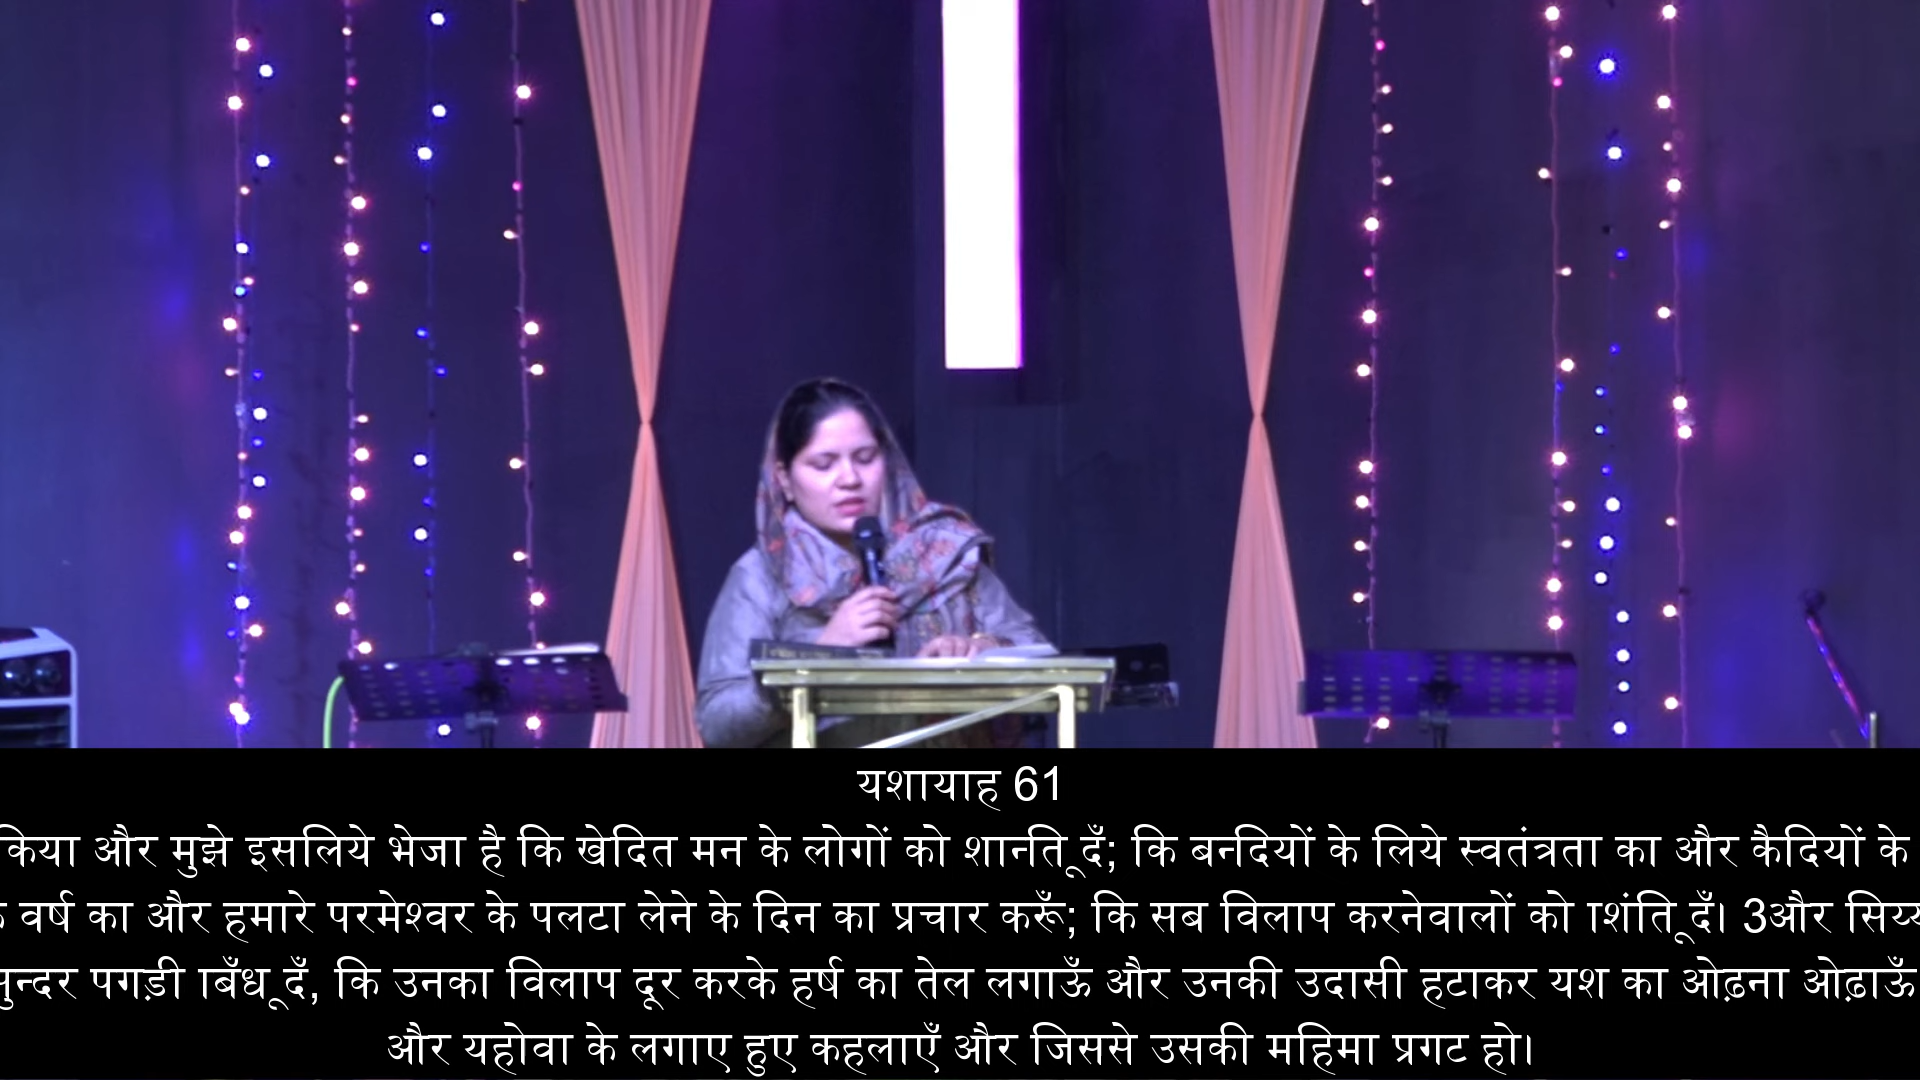 यशायाह 61
किया और मुझे इसलिये भेजा है कि खेदित मन के लोगों को शान्ति दूँ; कि बन्दियों के लिये स्वतंत्रता का और कैदियों के
वर्ष का और हमारे परमेश्वर के पलटा लेने के दिन का प्रचार करूँ; कि सब विलाप करनेवालों को शांति दूँ। 3और
पगड़ी बाँध दूँ, कि उनका विलाप दूर करके हर्ष का तेल लगाऊँ और उनकी उदासी हटाकर यश का ओढ़ना ओढ़ाऊँ
और यहोवा के लगाए हुए कहलाएँ और जिससे उसकी महिमा प्रगट हो।